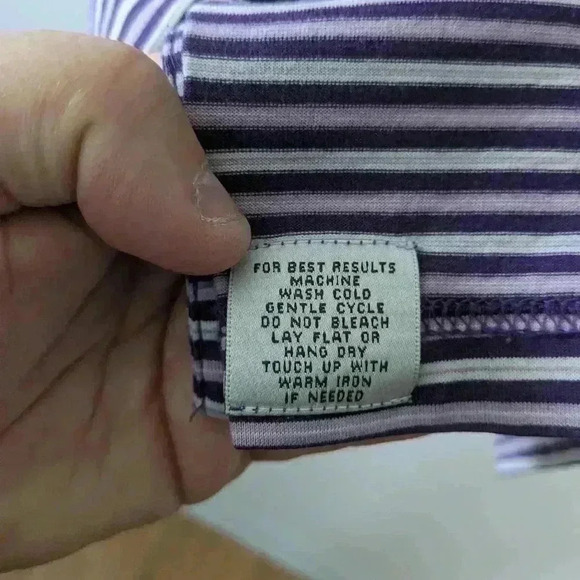 FOR BEST RESULTS
MACHINE
WASH COLD
GENTLE CYCLE
DO NOT BLEACH
LAY FLAT OR
HANG DRY
TOUCH UP WITH
WARM IRON
IF NEEDED